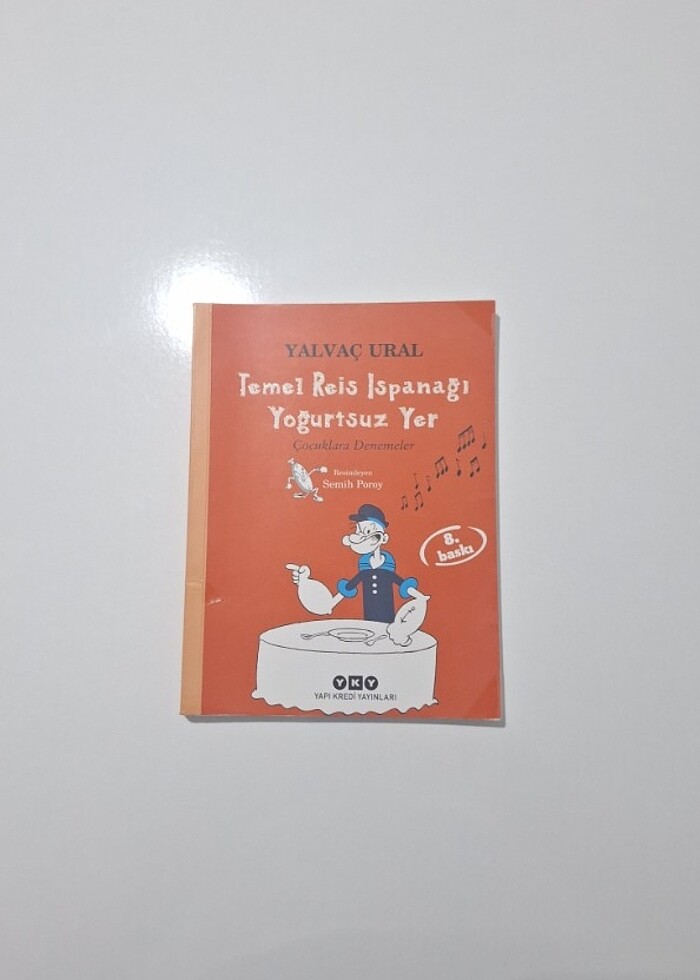 YALVAÇ URAL
Temel Reis Ispanağı
Yoğurtsuz Yer
Çocuklara Denemeler
Resimleyen
Semih Poroy
8.
baskı
YKY
YAPI KREDİ YAYINLARI